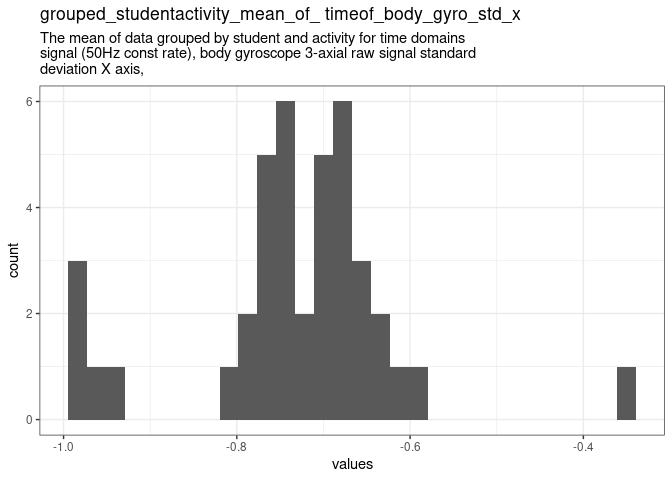 grouped_studentactivity_mean_of_ timeof_body_gyro_std_x
The mean of data grouped by student and activity for time domains
signal (50Hz const rate), body gyroscope 3-axial raw signal standard
deviation X axis,
6
4
2
0
count
-1.0
-0.8
-0.6
-0.4
values